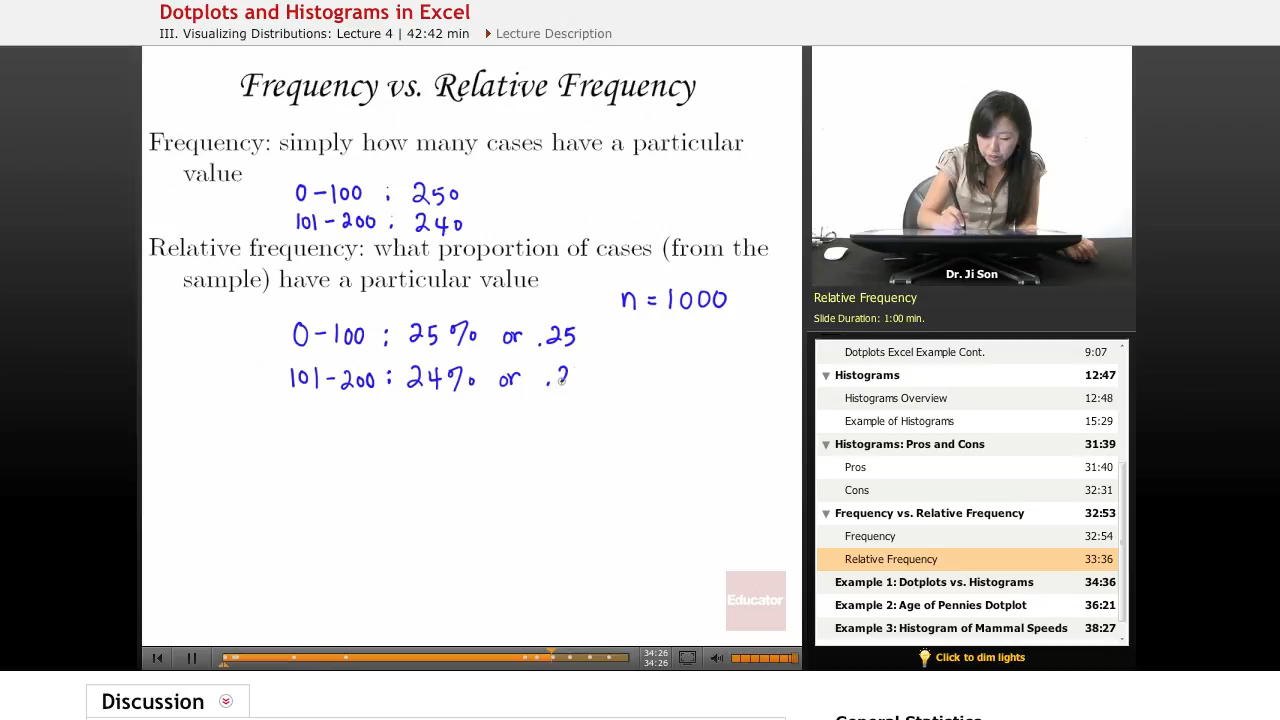 Dotplots and Histograms in Excel
III. Visualizing Distributions: Lecture 4 | 42:42 min Lecture Description
Frequency vs. Relative Frequency
Frequency: simply how many cases have a particular
value
0-100 : 250
101-200 : 240
Relative frequency: what proportion of cases (from the
sample) have a particular value
n = 1000
0-100 : 25% or .25
101-200 : 24% or .2
Educator
34:26
34:26
Dr. Ji Son
Relative Frequency
Slide Duration: 1:00 min.
Dotplots Excel Example Cont. 9:07
Histograms 12:47
Histograms Overview 12:48
Example of Histograms 15:29
Histograms: Pros and Cons 31:39
Pros 31:40
Cons 32:31
Frequency vs. Relative Frequency 32:53
Frequency 32:54
Relative Frequency 33:36
Example 1: Dotplots vs. Histograms 34:36
Example 2: Age of Pennies Dotplot 36:21
Example 3: Histogram of Mammal Speeds 38:27
Click to dim lights
Discussion
General Statistics